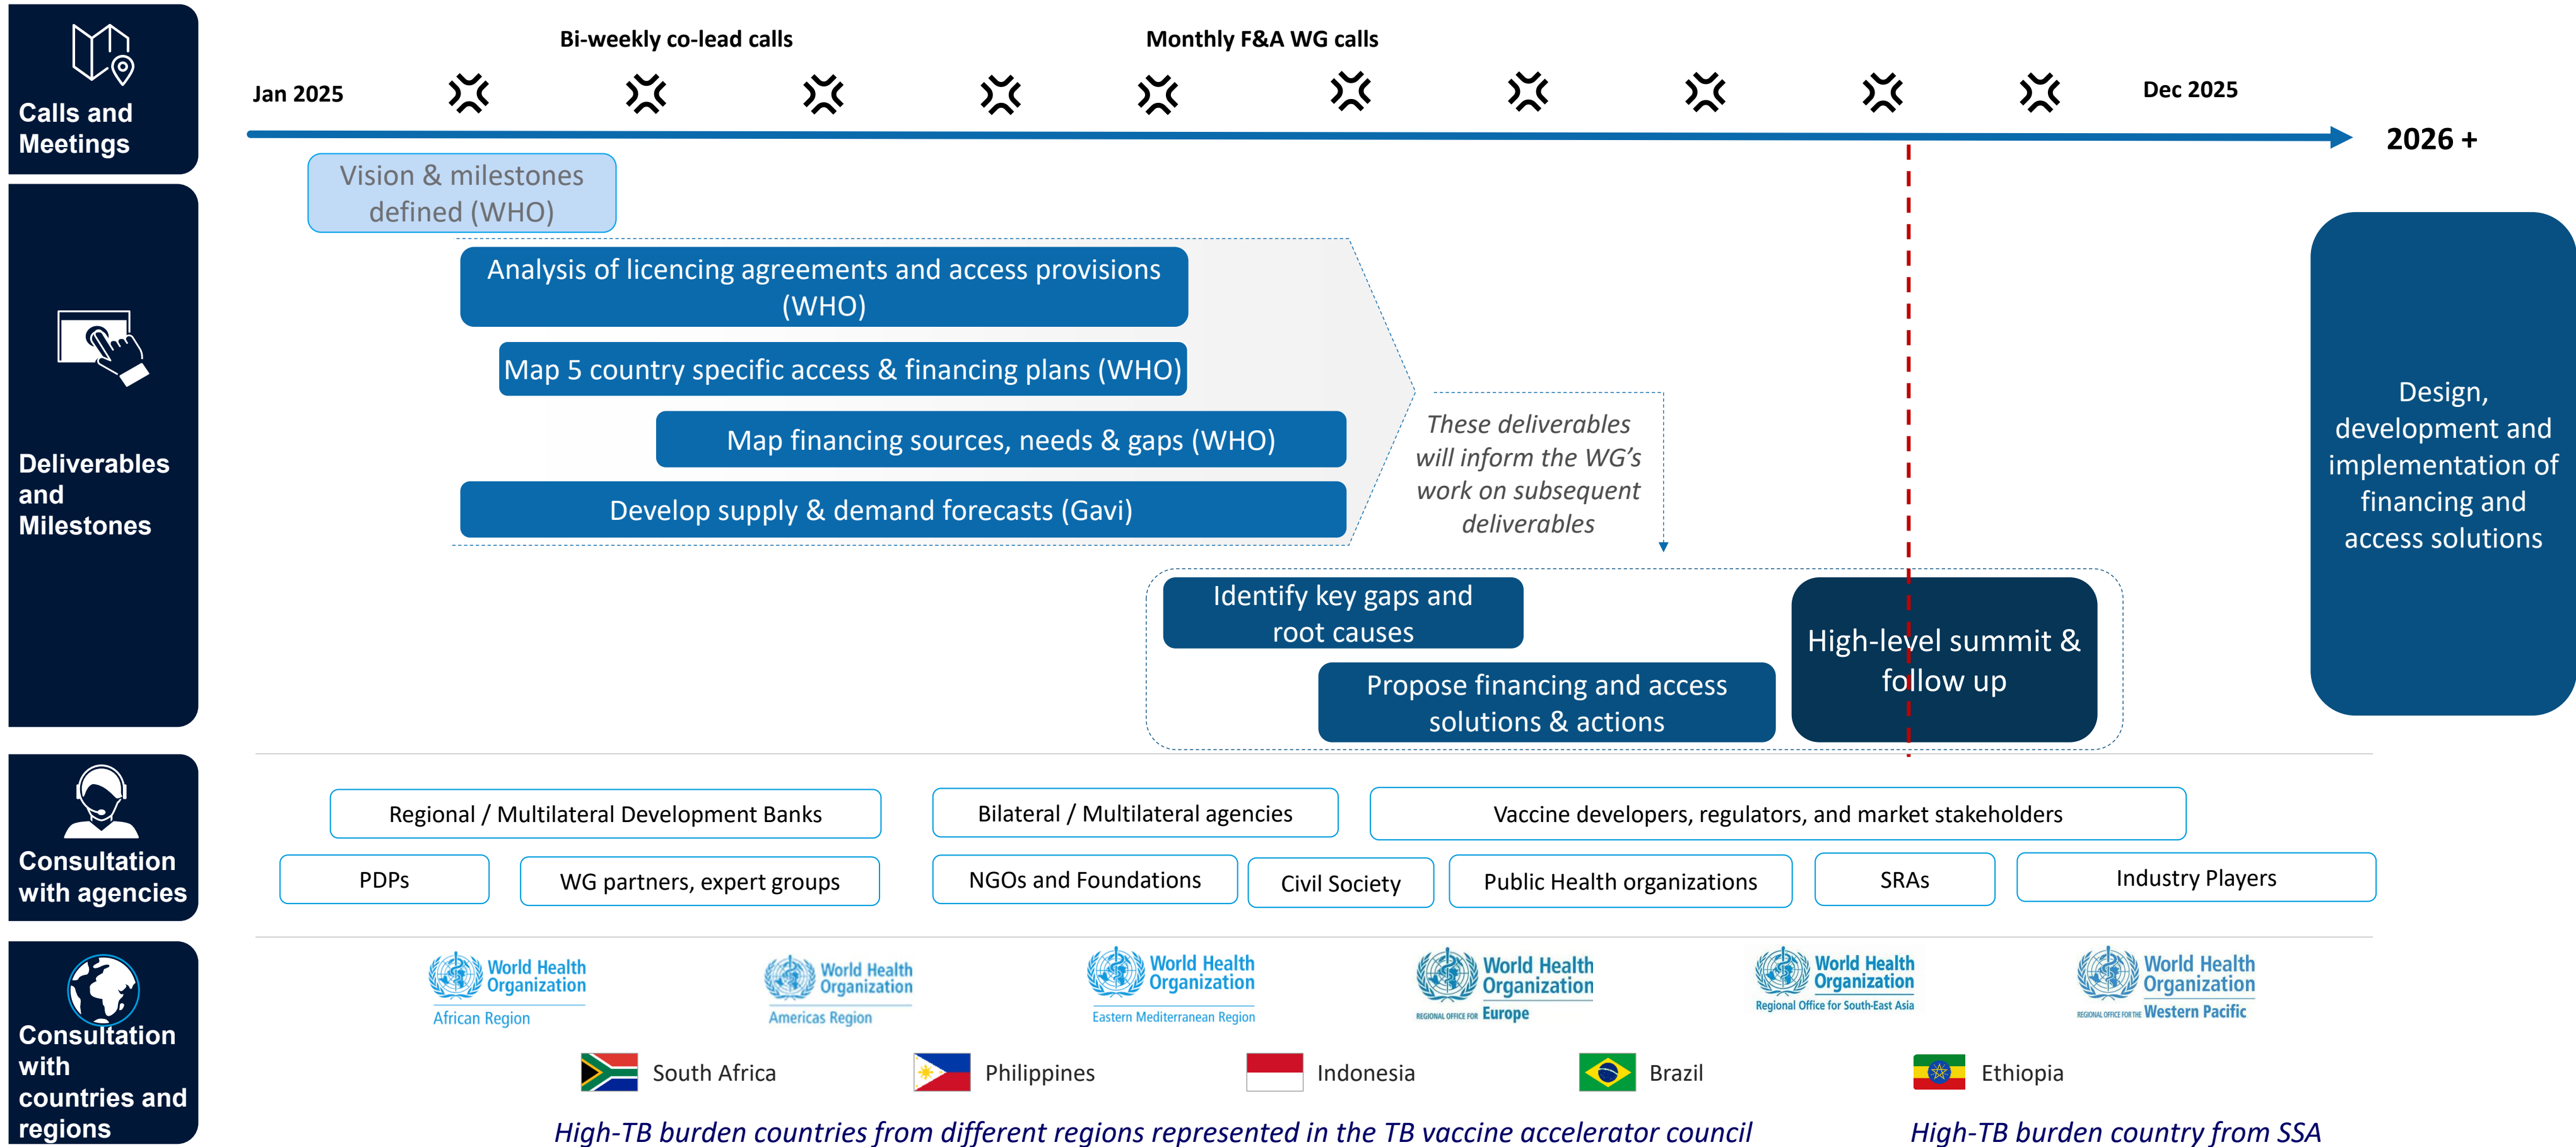 Calls and
Meetings
Bi-weekly co-lead calls
Monthly F&A WG calls
Jan 2025
Dec 2025
2026 +
Deliverables
and
Milestones
Vision & milestones
defined (WHO)
Analysis of licencing agreements and access provisions
(WHO)
Map 5 country specific access & financing plans (WHO)
Map financing sources, needs & gaps (WHO)
Develop supply & demand forecasts (Gavi)
These deliverables
will inform the WG's
work on subsequent
deliverables
Identify key gaps and
root causes
Propose financing and access
solutions & actions
High-level summit &
follow up
Design,
development and
implementation of
financing and
access solutions
Consultation
with agencies
Regional / Multilateral Development Banks
Bilateral / Multilateral agencies
Vaccine developers, regulators, and market stakeholders
PDPs
WG partners, expert groups
NGOs and Foundations
Civil Society
Public Health organizations
SRAs
Industry Players
Consultation
with
countries and
regions
World Health
Organization
African Region
World Health
Organization
Americas Region
World Health
Organization
Eastern Mediterranean Region
World Health
Organization
REGIONAL OFFICE FOR Europe
World Health
Organization
Regional Office for South-East Asia
World Health
Organization
REGIONAL OFFICE FOR THE Western Pacific
South Africa
Philippines
Indonesia
Brazil
Ethiopia
High-TB burden countries from different regions represented in the TB vaccine accelerator council
High-TB burden country from SSA